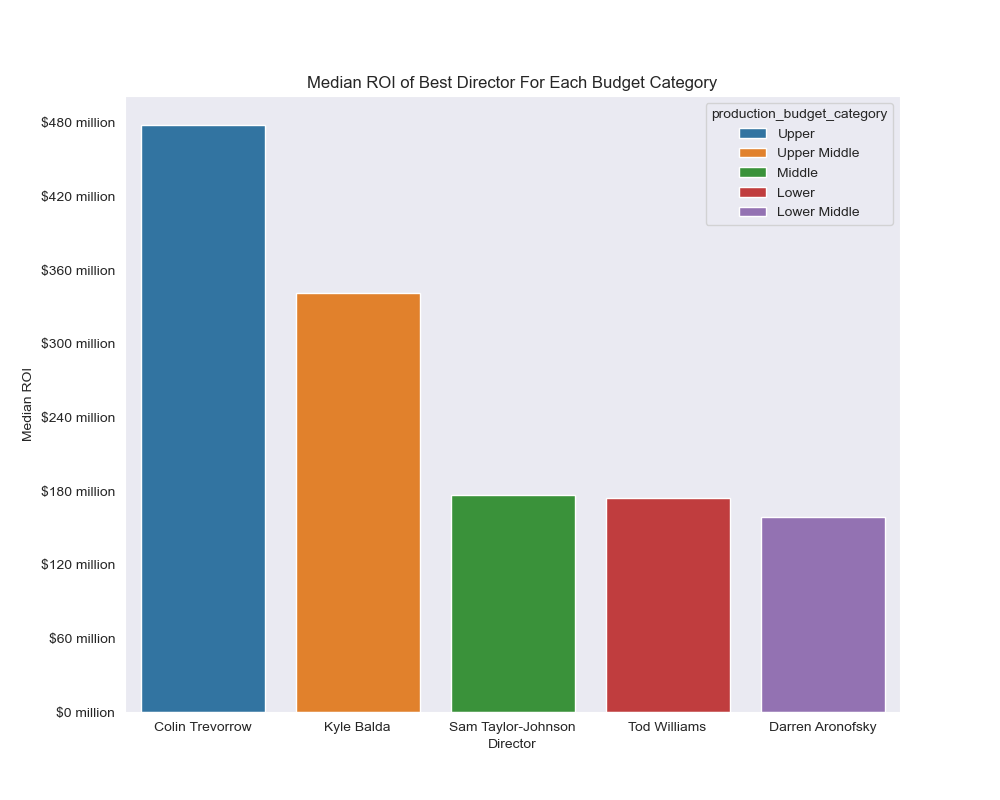 Median ROI of Best Director For Each Budget Category
production_budget_category
Upper
Upper Middle
Middle
Lower
Lower Middle
$480 million
$420 million
$360 million
$300 million
$240 million
$180 million
$120 million
$60 million
$0 million
Median ROI
Colin Trevorrow
Kyle Balda
Sam Taylor-Johnson
Tod Williams
Darren Aronofsky
Director